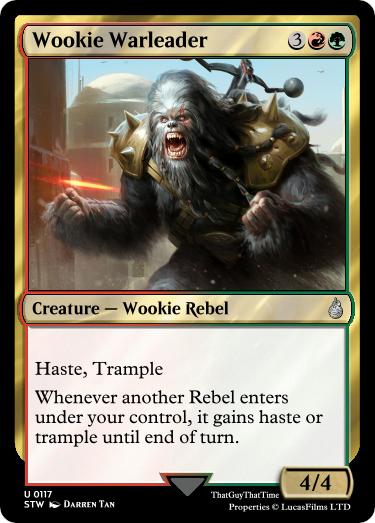 Wookie Warleader 3
Creature — Wookie Rebel
Haste, Trample
Whenever another Rebel enters
under your control, it gains haste or
trample until end of turn.
4/4
U 0117
STW DARREN TAN
ThatGuyThatTime
Properties © LucasFilms LTD